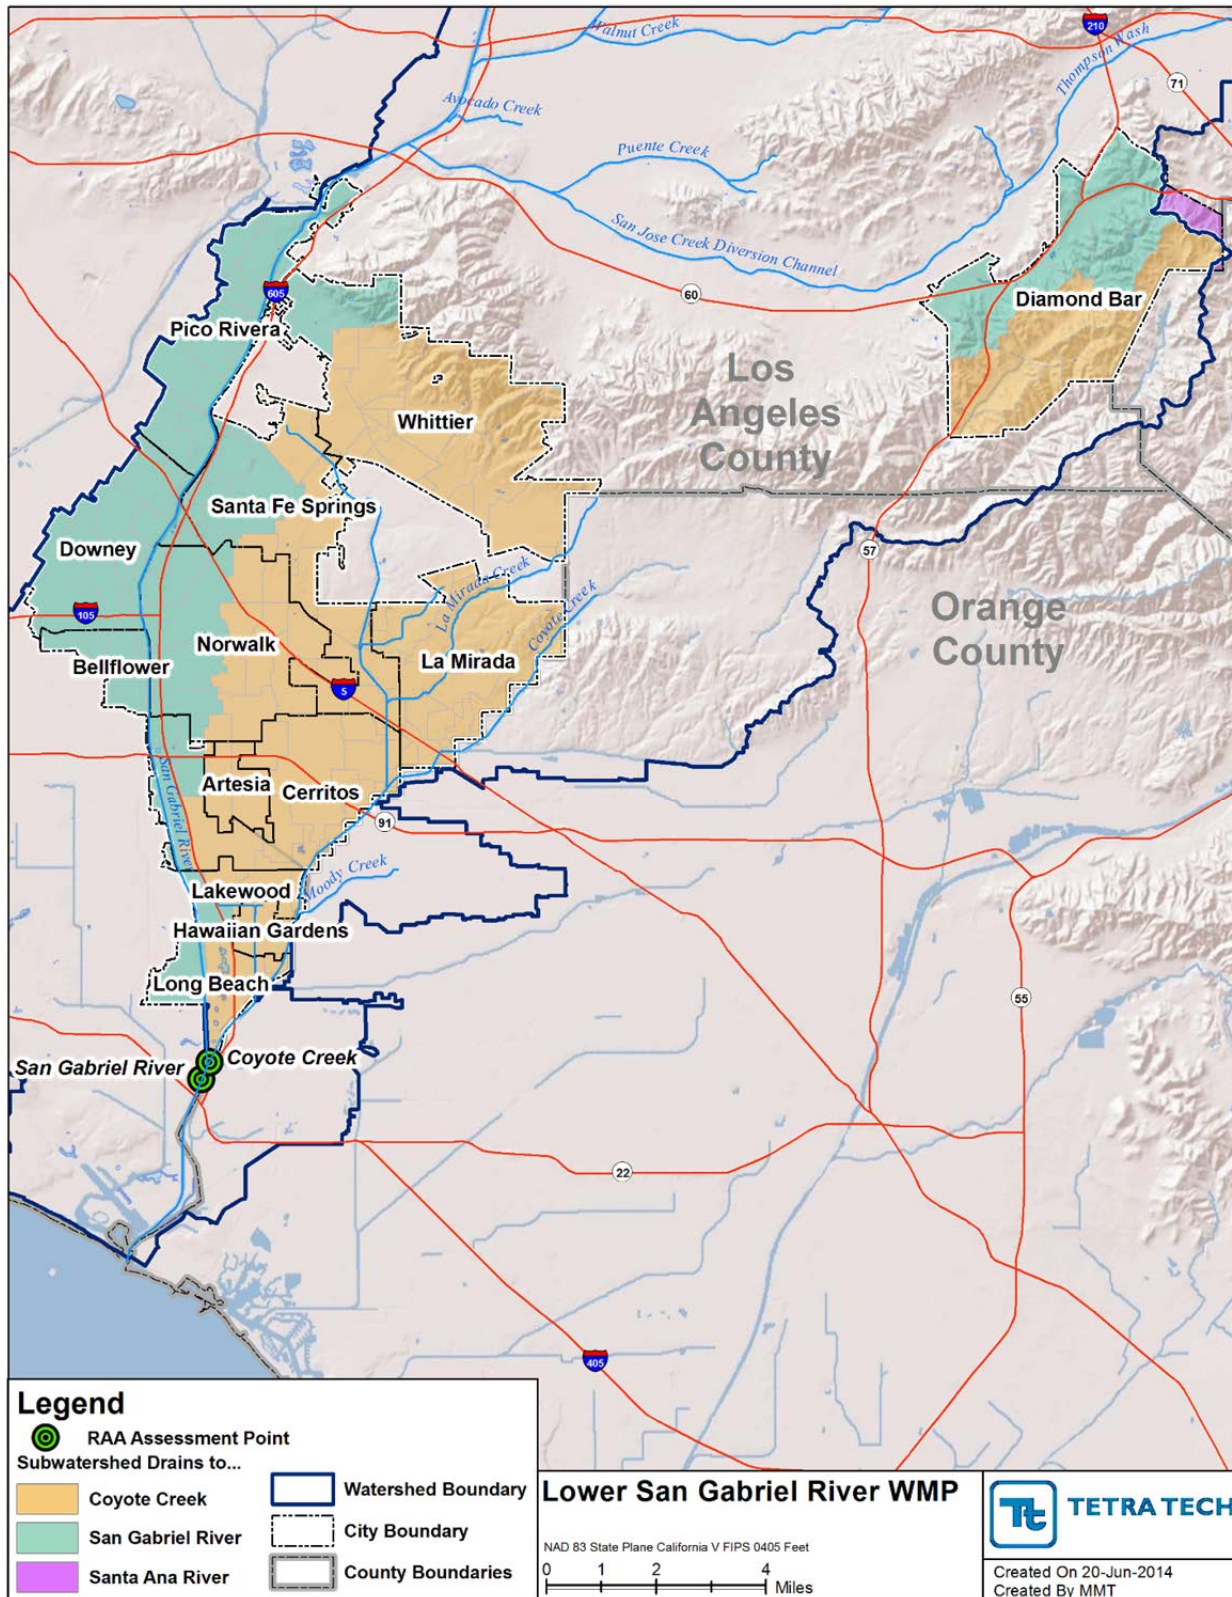 Walnut Creek
210
Thompson Wash
71
Avocado Creek
Puente Creek
San Jose Creek Diversion Channel
605
60
Diamond Bar
Pico Rivera
Los
Angeles
County
Whittier
Santa Fe Springs
Downey
57
La Mirada Creek
Coyote Creek
105
Orange
County
Norwalk
Bellflower
La Mirada
5
San Gabriel River
Artesia
Cerritos
91
Moody Creek
Lakewood
Hawaiian Gardens
Long Beach
55
Coyote Creek
San Gabriel River
22
405
Legend
RAA Assessment Point
Subwatershed Drains to...
Coyote Creek
San Gabriel River
Santa Ana River
Watershed Boundary
City Boundary
County Boundaries
Lower San Gabriel River WMP
NAD 83 State Plane California V FIPS 0405 Feet
0 1 2 4
Miles
Tt TETRA TECH
Created On 20-Jun-2014
Created By MMT